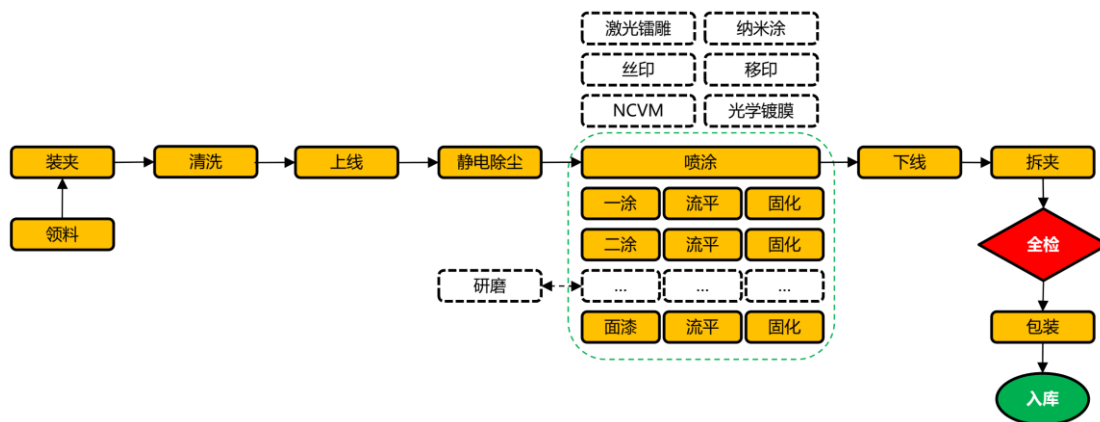 激光镭雕 纳米涂
丝印 移印
NCVM 光学镀膜
装夹 清洗 上线 静电除尘 喷涂 下线 拆夹
一涂 流平 固化
领料
二涂 流平 固化
全检
研磨 ... ... ...
面漆 流平 固化
包装
入库